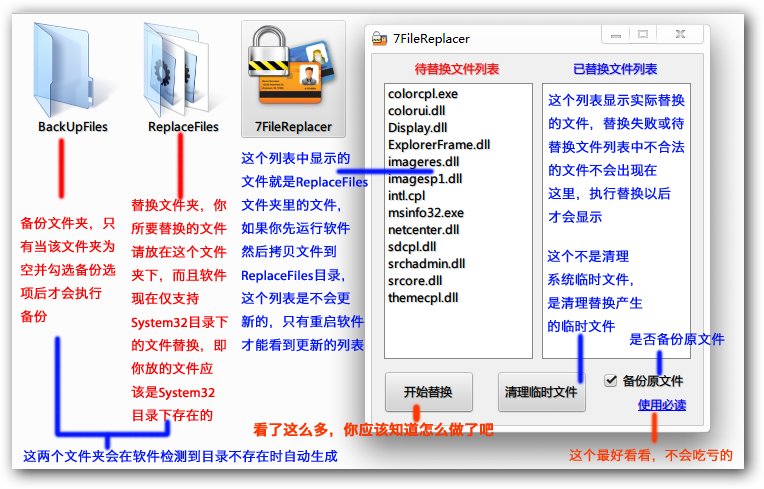 BackUpFiles
ReplaceFiles
7FileReplacer
备份文件夹，只
有当该文件夹为
空并勾选备份选
项后才会执行
备份
替换文件夹，你
所要替换的文件
请放在这个文件
夹下，而且软件
现在仅支持
System32目录下
的文件替换，即
你放的文件应
该是System32
目录下存在的
这个列表中显示的
文件就是ReplaceFiles
文件夹里的文件，
如果你先运行软件
然后拷贝文件到
ReplaceFiles目录，
这个列表是不会更
新的，只有重启软件
才能看到更新的列表
7FileReplacer
待替换文件列表
colorcpl.exe
colorui.dll
Display.dll
ExplorerFrame.dll
imageres.dll
imagesp1.dll
intl.cpl
msinfo32.exe
netcenter.dll
sdcpl.dll
srchadmin.dll
srcore.dll
themecpl.dll
已替换文件列表
这个列表显示实际替换
的文件，替换失败或待
替换文件列表中不合法
的文件不会出现在
这里，执行替换以后
才会显示
这个不是清理
系统临时文件，
是清理替换产生
的临时文件
是否备份原文件
开始替换
清理临时文件
备份原文件
使用必读
看了这么多，你应该知道怎么做了吧
这两个文件夹会在软件检测到目录不存在时自动生成
这个最好看看，不会吃亏的